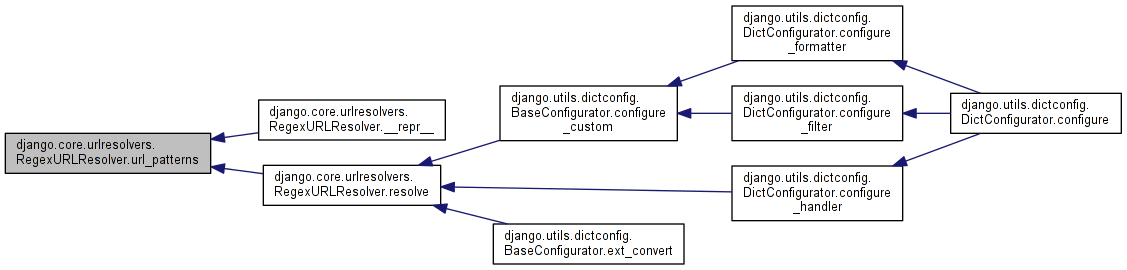 django.core.urlresolvers.
RegexURLResolver.url_patterns
django.core.urlresolvers.
RegexURLResolver.__repr__
django.core.urlresolvers.
RegexURLResolver.resolve
django.utils.dictconfig.
BaseConfigurator.configure
_custom
django.utils.dictconfig.
BaseConfigurator.ext_convert
django.utils.dictconfig.
DictConfigurator.configure
_formatter
django.utils.dictconfig.
DictConfigurator.configure
_filter
django.utils.dictconfig.
DictConfigurator.configure
_handler
django.utils.dictconfig.
DictConfigurator.configure